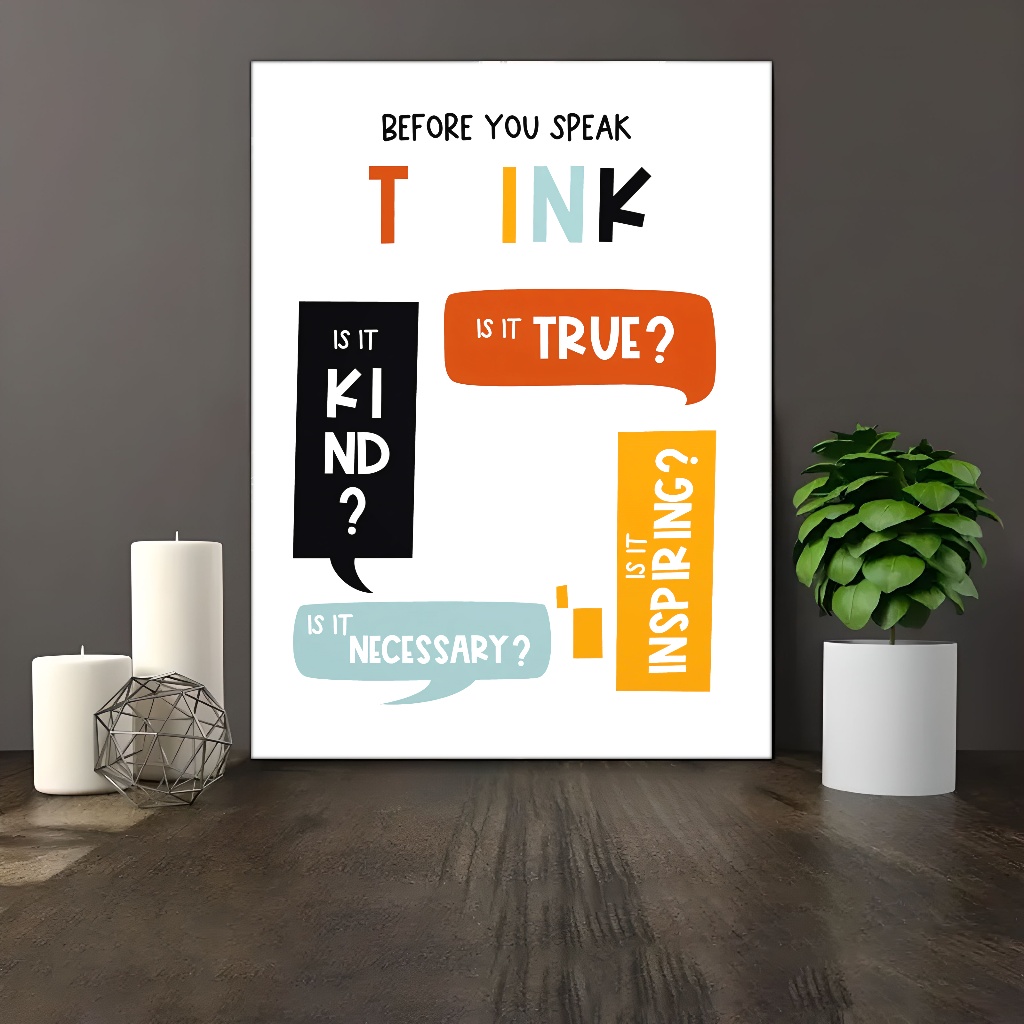 BEFORE YOU SPEAK
T INK
IS IT
KI
ND
?
IS IT TRUE?
IS IT
INSPIRING?
IS IT
NECESSARY?